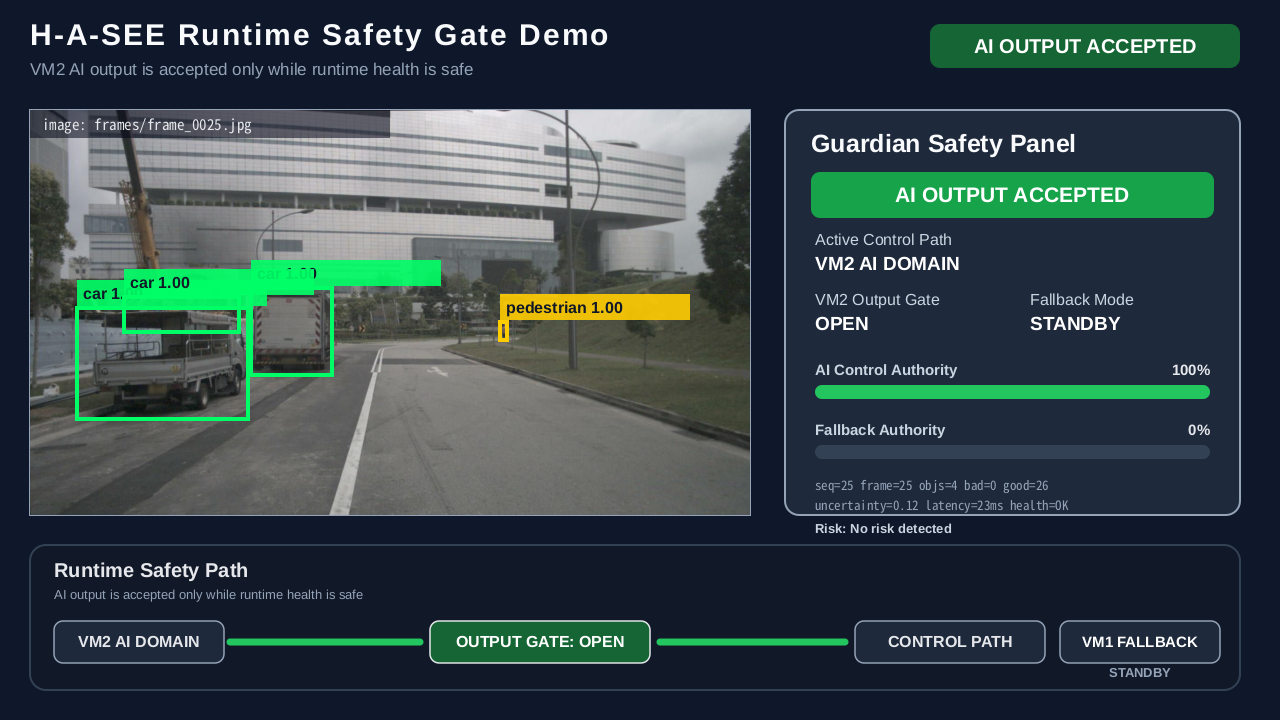 H-A-SEE Runtime Safety Gate Demo
VM2 AI output is accepted only while runtime health is safe
AI OUTPUT ACCEPTED
image: frames/frame_0025.jpg
car 1.00
car 1.00
car 1.
pedestrian 1.00
Guardian Safety Panel
AI OUTPUT ACCEPTED
Active Control Path
VM2 AI DOMAIN
VM2 Output Gate
OPEN
Fallback Mode
STANDBY
AI Control Authority 100%
Fallback Authority 0%
seq=25 frame=25 objs=4 bad=0 good=26
uncertainty=0.12 latency=23ms health=OK
Risk: No risk detected
Runtime Safety Path
AI output is accepted only while runtime health is safe
VM2 AI DOMAIN
OUTPUT GATE: OPEN
CONTROL PATH
VM1 FALLBACK
STANDBY